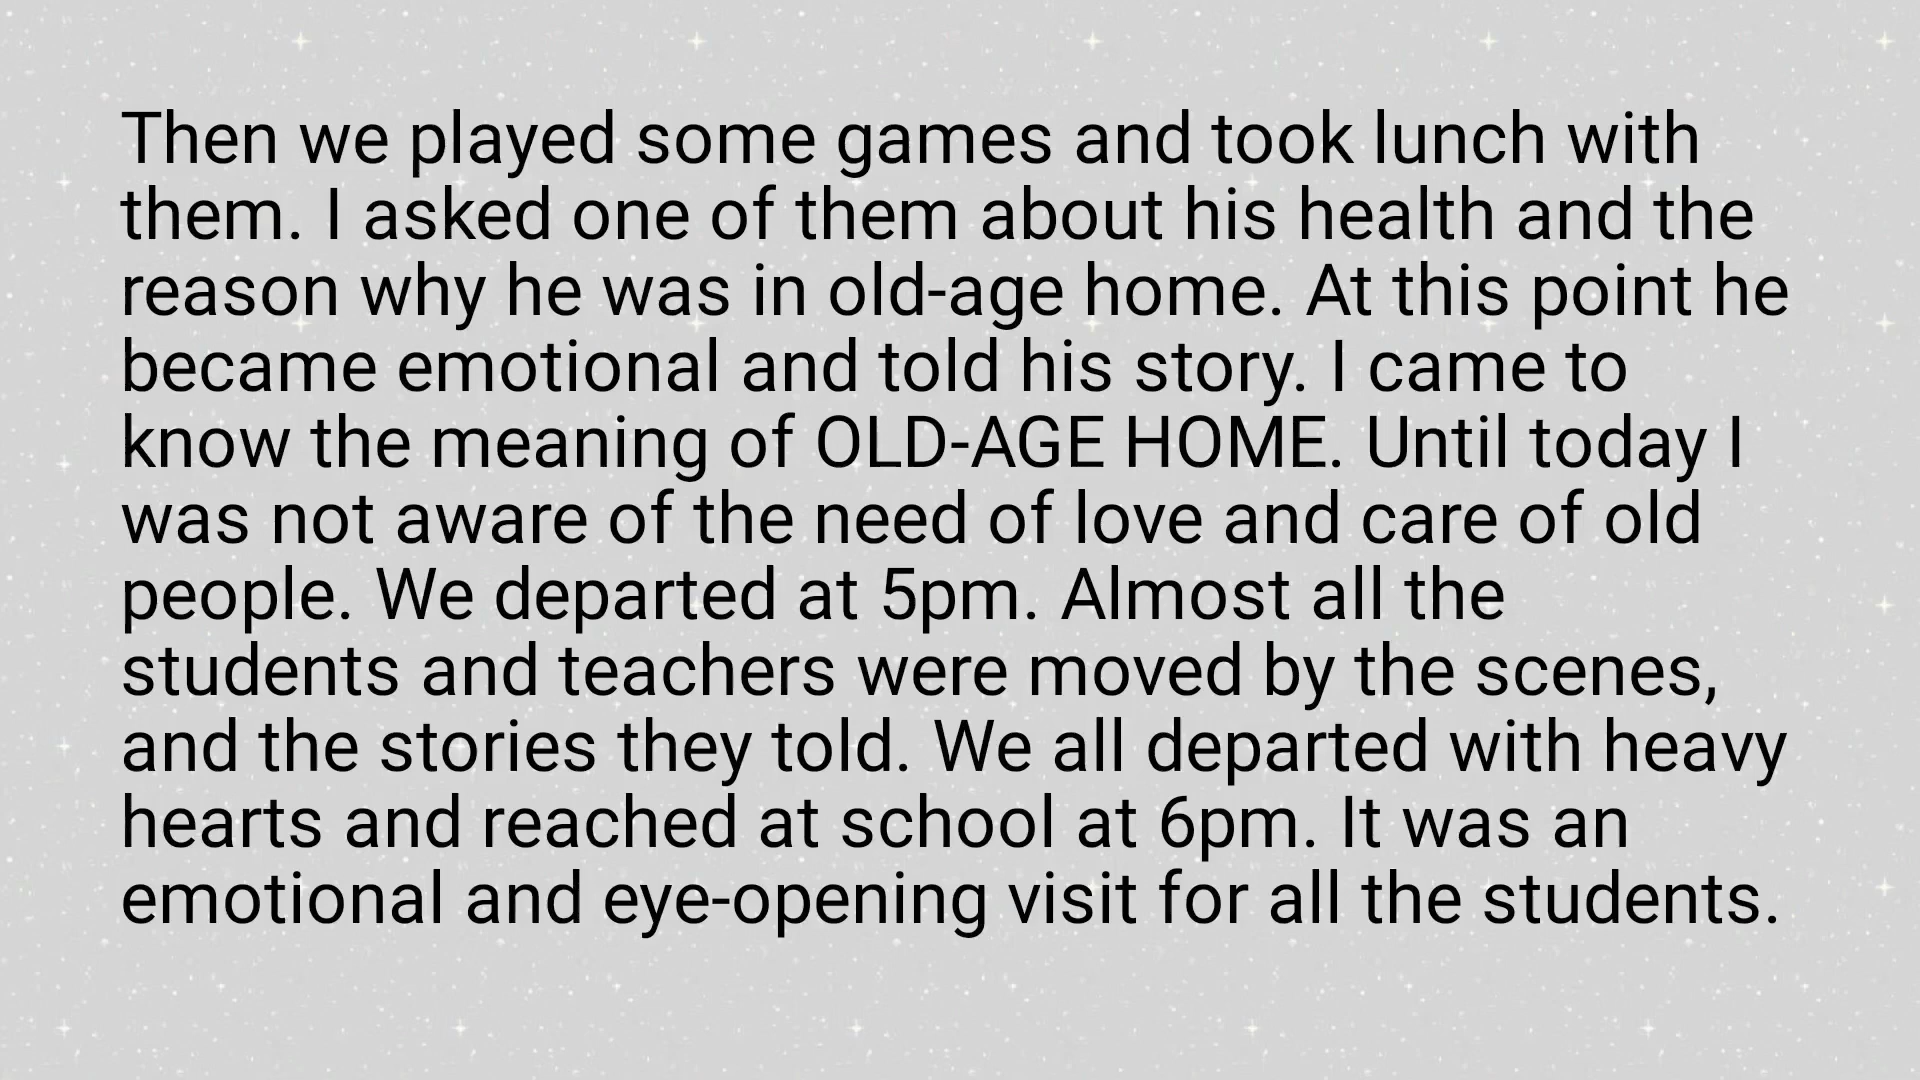 Then we played some games and took lunch with
them. I asked one of them about his health and the
reason why he was in old-age home. At this point he
became emotional and told his story. I came to
know the meaning of OLD-AGE HOME. Until today I
was not aware of the need of love and care of old
people. We departed at 5pm. Almost all the
students and teachers were moved by the scenes,
and the stories they told. We all departed with heavy
hearts and reached at school at 6pm. It was an
emotional and eye-opening visit for all the students.